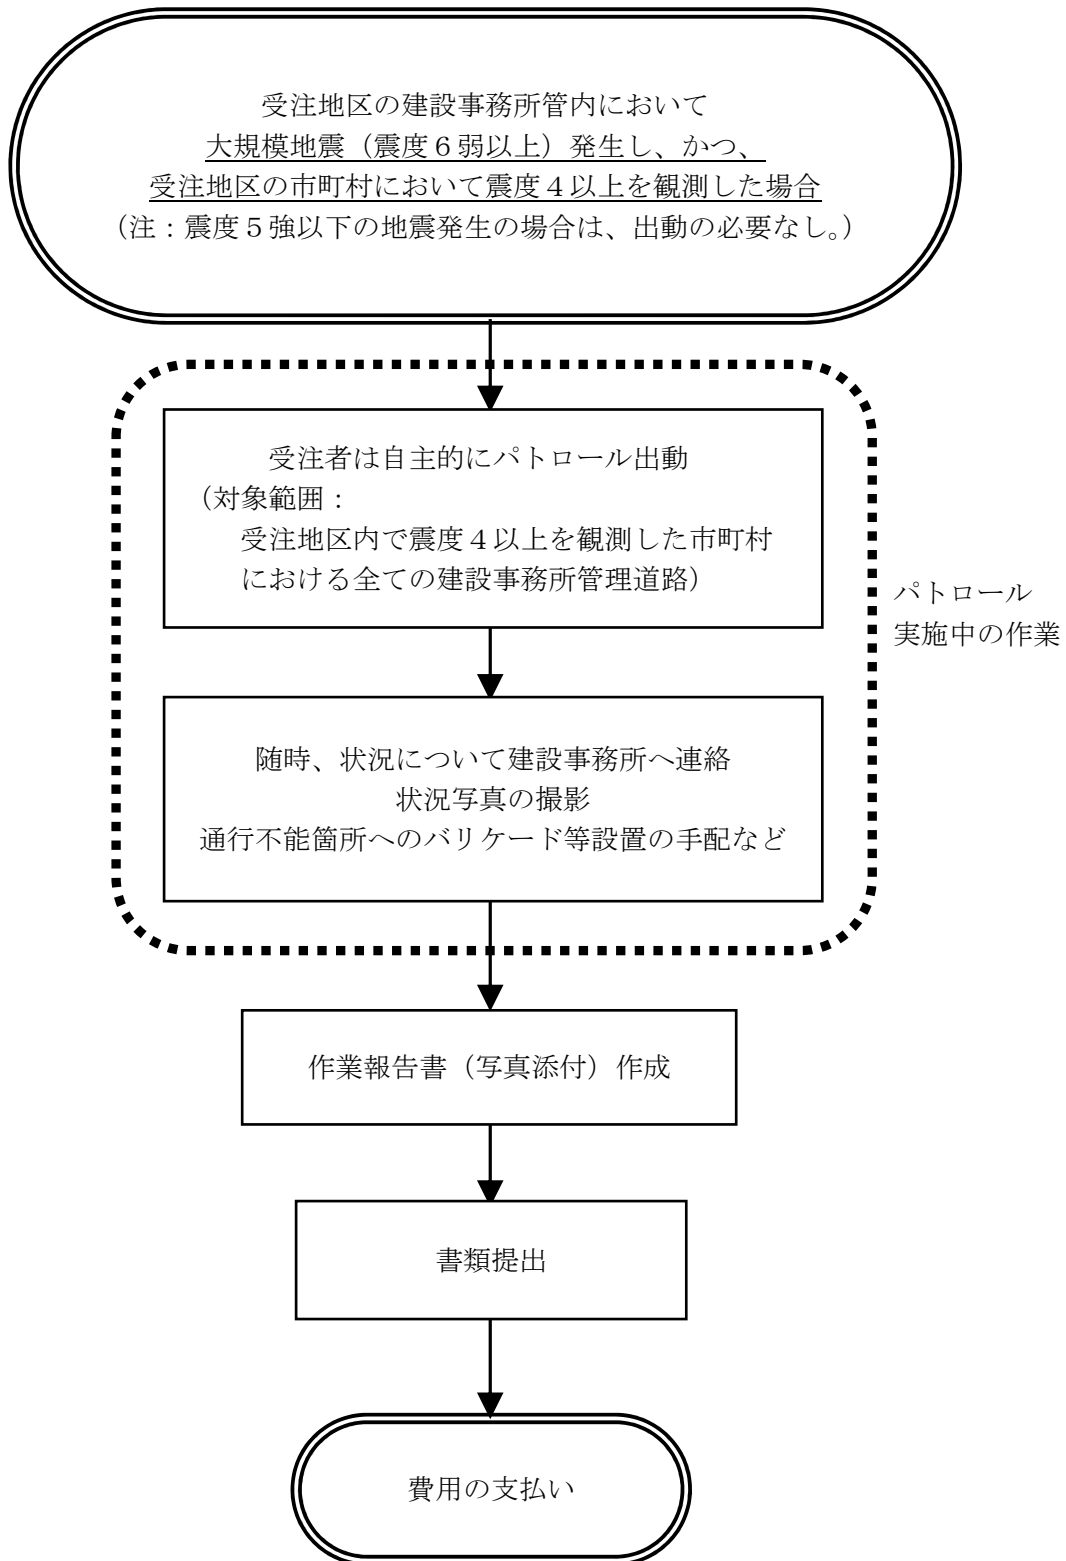 受注地区の建設事務所管内において
大規模地震（震度６弱以上）発生し、かつ、
受注地区の市町村において震度４以上を観測した場合
（注：震度５強以下の地震発生の場合は、出動の必要なし。）
受注者は自主的にパトロール出動
（対象範囲：
受注地区内で震度４以上を観測した市町村
における全ての建設事務所管理道路）
パトロール
実施中の作業
随時、状況について建設事務所へ連絡
状況写真の撮影
通行不能箇所へのバリケード等設置の手配など
作業報告書（写真添付）作成
書類提出
費用の支払い